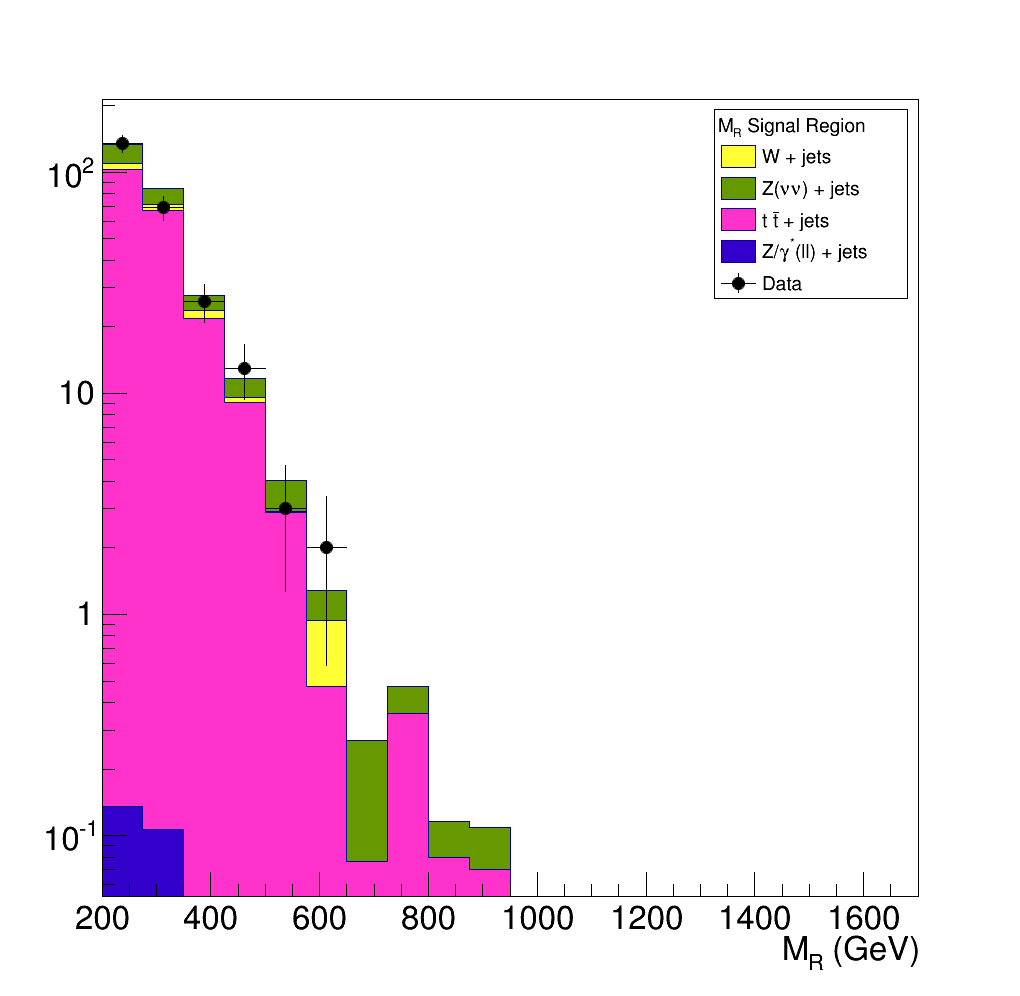 M_R Signal Region
W + jets
Z(νν) + jets
t t̄ + jets
Z/γ*(ll) + jets
Data
10²
10
1
10⁻¹
200 400 600 800 1000 1200 1400 1600
M_R (GeV)